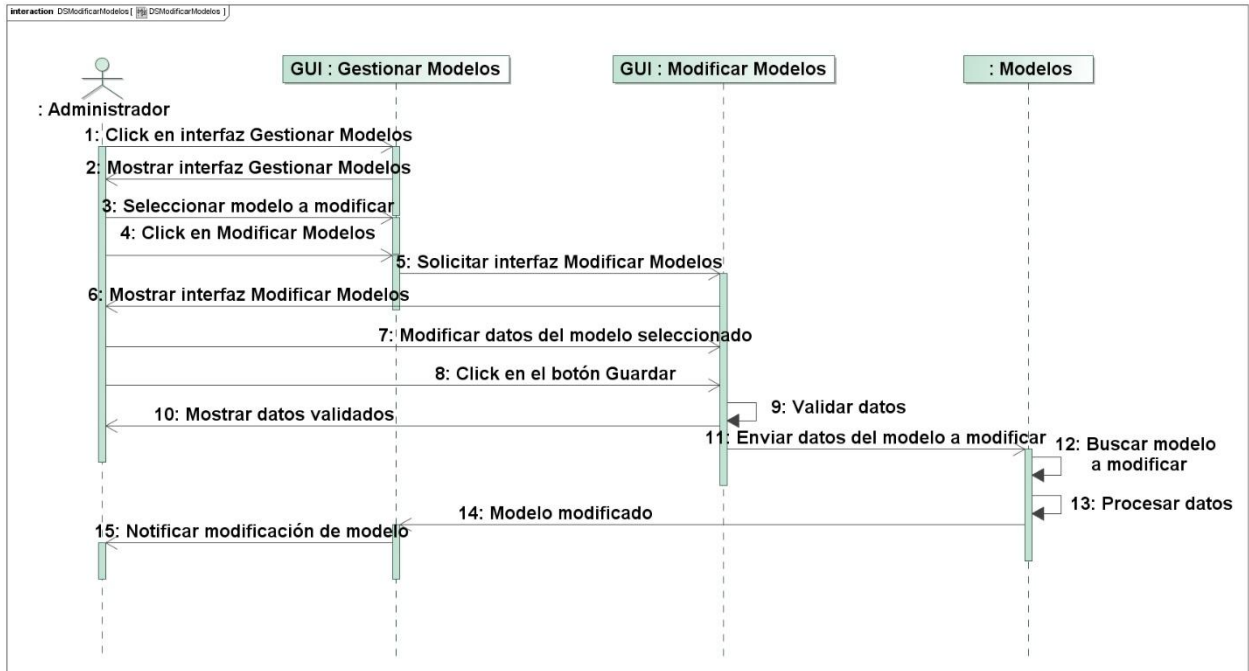 interaction DSModificarModelos [ DSModificarModelos ]
GUI : Gestionar Modelos
GUI : Modificar Modelos
: Modelos
: Administrador
1: Click en interfaz Gestionar Modelos
2: Mostrar interfaz Gestionar Modelos
3: Seleccionar modelo a modificar
4: Click en Modificar Modelos
5: Solicitar interfaz Modificar Modelos
6: Mostrar interfaz Modificar Modelos
7: Modificar datos del modelo seleccionado
8: Click en el botón Guardar
9: Validar datos
10: Mostrar datos validados
11: Enviar datos del modelo a modificar
12: Buscar modelo
a modificar
13: Procesar datos
14: Modelo modificado
15: Notificar modificación de modelo